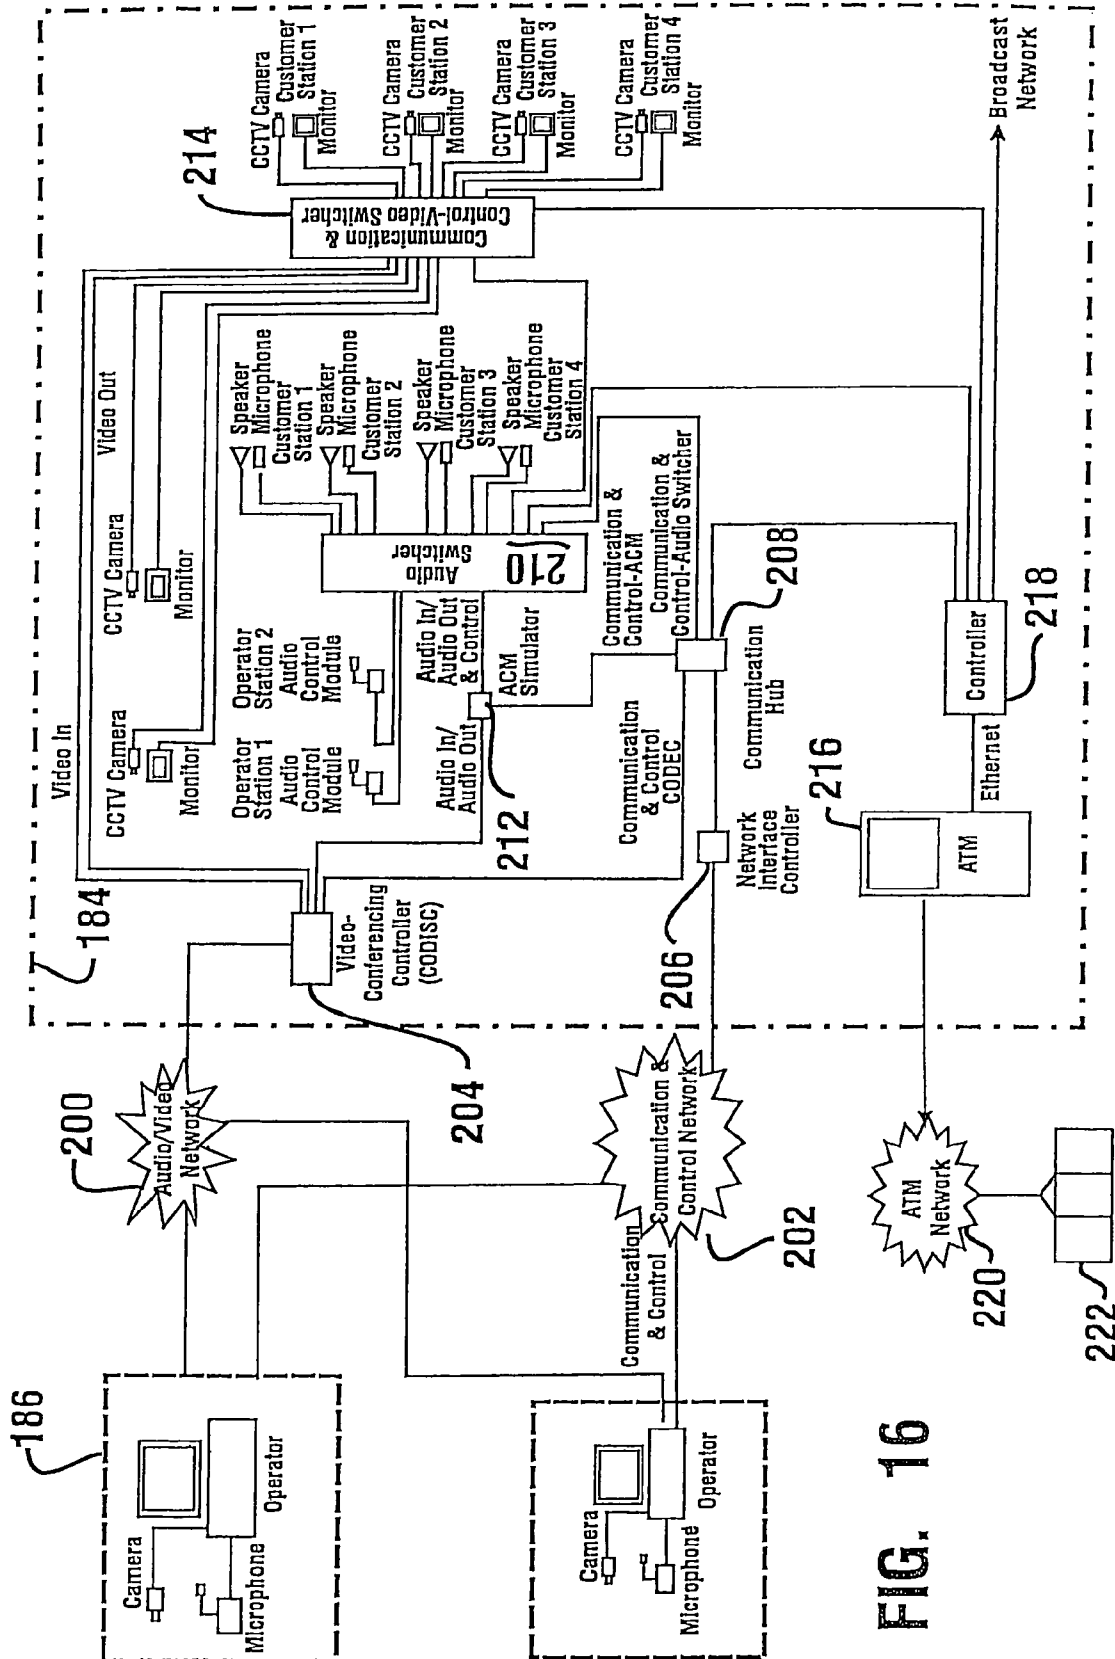 186
Camera
Microphone
Operator
Camera
Microphone
Operator
200
Audio/Video
Network
Communication
& Control
Communication &
Control Network
202
ATM
Network
220
222
184
204
Video-
Conferencing
Controller
(CODISC)
Video In
Video Out
CCTV Camera
Monitor
CCTV Camera
Monitor
Operator
Station 1
Audio
Control
Module
Operator
Station 2
Audio
Control
Module
Audio In/
Audio Out
212
Audio In/
Audio Out
& Control
ACM
Simulator
Audio
Switcher
210
Speaker
Microphone
Customer
Station 1
Speaker
Microphone
Customer
Station 2
Speaker
Microphone
Customer
Station 3
Speaker
Microphone
Customer
Station 4
214
Communication &
Control-Video Switcher
CCTV Camera
Customer
Station 1
Monitor
CCTV Camera
Customer
Station 2
Monitor
CCTV Camera
Customer
Station 3
Monitor
CCTV Camera
Customer
Station 4
Monitor
Communication
& Control
CODEC
Communication &
Control-ACM
Communication &
Control-Audio Switcher
208
Communication
Hub
206
Network
Interface
Controller
216
ATM
Ethernet
Controller
218
Broadcast
Network
FIG. 16